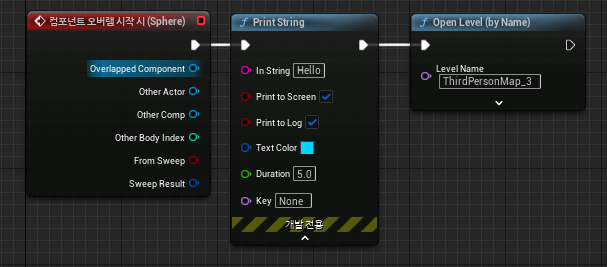 컴포넌트 오버랩 시작 시 (Sphere)
Overlapped Component
Other Actor
Other Comp
Other Body Index
From Sweep
Sweep Result
f Print String
In String Hello
Print to Screen
Print to Log
Text Color
Duration 5.0
Key None
개발 전용
f Open Level (by Name)
Level Name
ThirdPersonMap_3